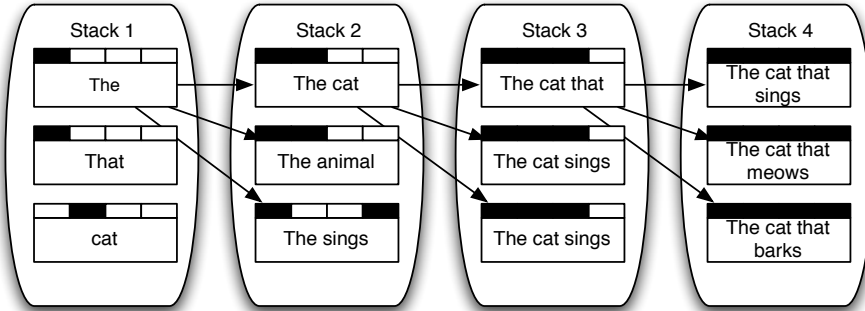 Stack 1
The
That
cat
Stack 2
The cat
The animal
The sings
Stack 3
The cat that
The cat sings
The cat sings
Stack 4
The cat that
sings
The cat that
meows
The cat that
barks